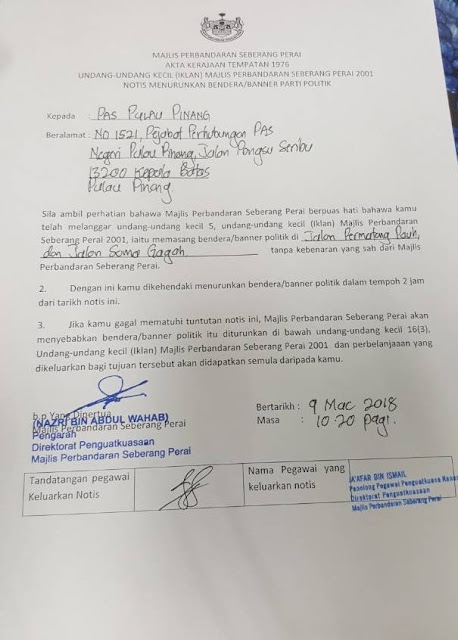 MAJLIS PERBANDARAN SEBERANG PERAI
AKTA KERAJAAN TEMPATAN 1976
UNDANG-UNDANG KECIL (IKLAN) MAJLIS PERBANDARAN SEBERANG PERAI 2001
NOTIS MENURUNKAN BENDERA/BANNER PARTI POLITIK
Kepada : PAS PULAU PINANG
Beralamat : NO 1521, Pejabat Perhubungan PAS
Negeri Pulau Pinang, Jalan Pongsu Seribu
13200 Kepala Batas
Pulau Pinang
Sila ambil perhatian bahawa Majlis Perbandaran Seberang Perai berpuas hati bahawa kamu
telah melanggar undang-undang kecil 5, undang-undang kecil (Iklan) Majlis Perbandaran
Seberang Perai 2001, iaitu memasang bendera/banner politik di Jalan Permatang Pauh,
dan Jalan Sama Gagah tanpa kebenaran yang sah dari Majlis
Perbandaran Seberang Perai.
2. Dengan ini kamu dikehendaki menurunkan bendera/banner politik dalam tempoh 2 jam
dari tarikh notis ini.
3. Jika kamu gagal mematuhi tuntutan notis ini, Majlis Perbandaran Seberang Perai akan
menyebabkan bendera/banner politik itu diturunkan di bawah undang-undang kecil 16(3),
Undang-undang kecil (Iklan) Majlis Perbandaran Seberang Perai 2001 dan perbelanjaaan yang
dikeluarkan bagi tujuan tersebut akan didapatkan semula daripada kamu.
b.p Yang Dipertua
(NAZRI BIN ABDUL WAHAB)
Majlis Perbandaran Seberang Perai
Pengarah
Direktorat Penguatkuasaan
Majlis Perbandaran Seberang Perai
Bertarikh : 9 Mac 2018
Masa : 10.20 pagi.
Tandatangan pegawai
Keluarkan Notis
Nama Pegawai yang
keluarkan notis
JA'AFAR BIN ISMAIL
Penolong Pegawai Penguatkuasa
Direktorat Penguatkuasaan
Majlis Perbandaran Seberang Perai